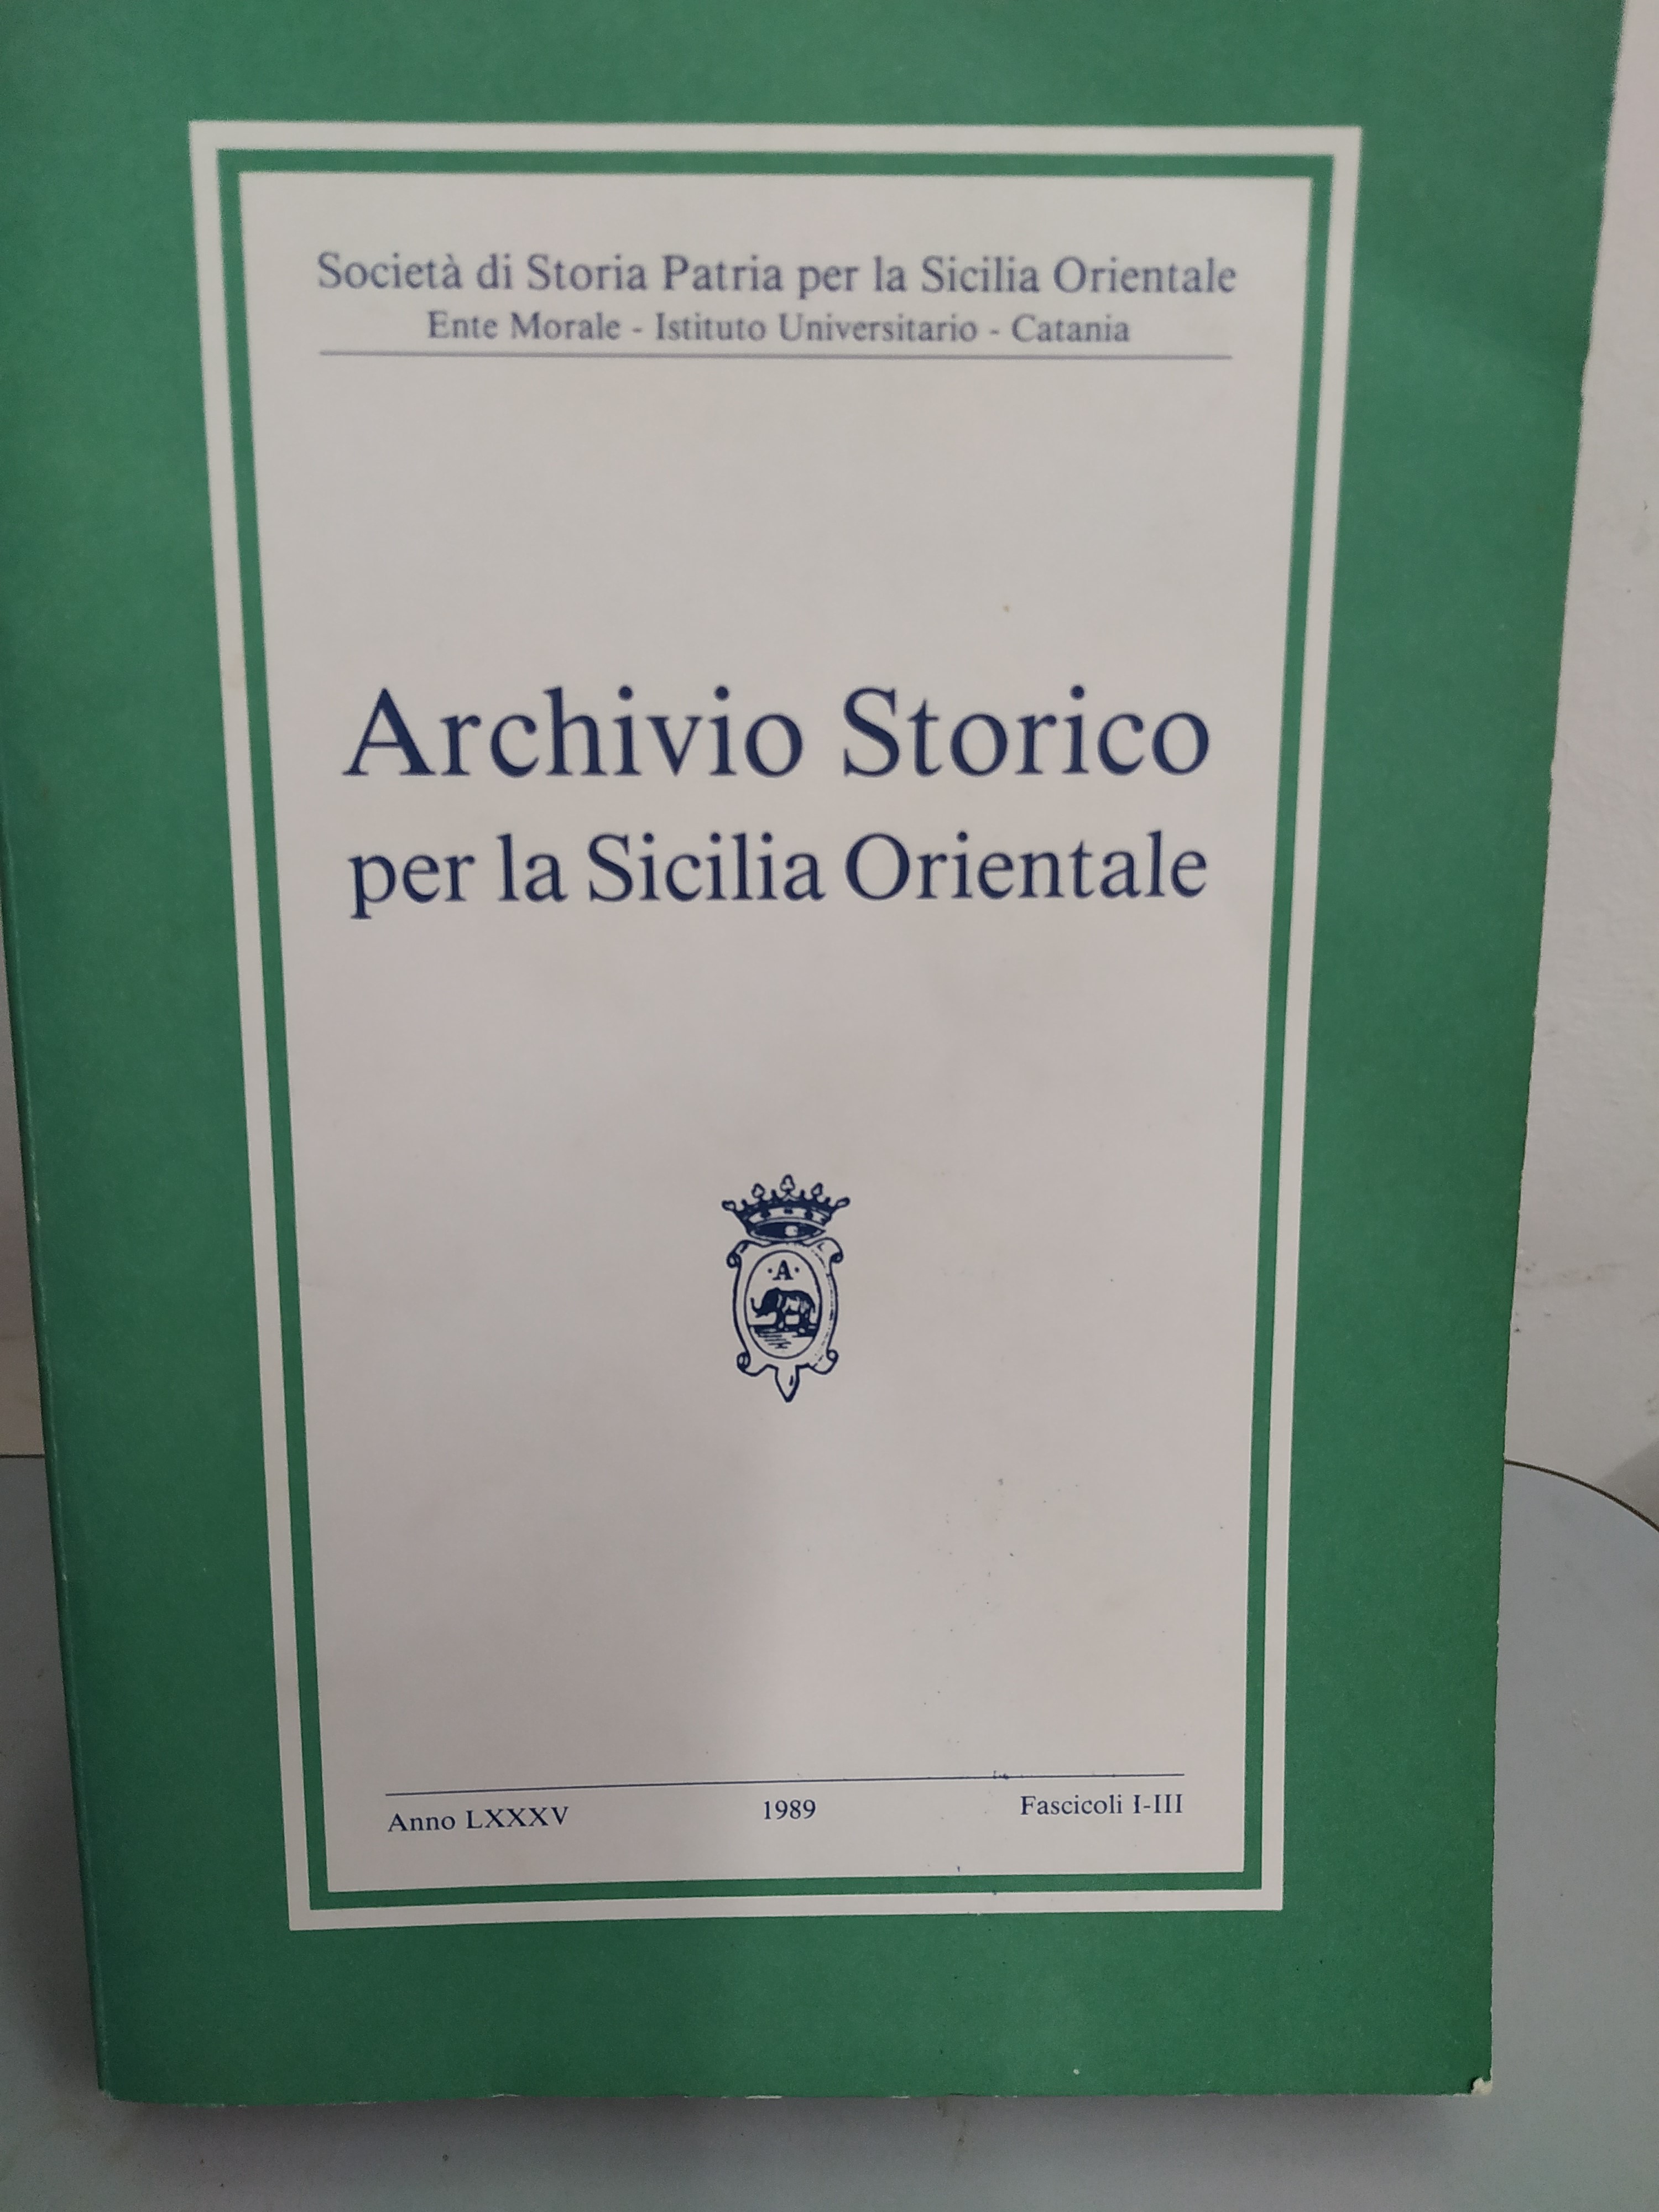 Società di Storia Patria per la Sicilia Orientale
Ente Morale - Istituto Universitario - Catania
Archivio Storico
per la Sicilia Orientale
·A·
Anno LXXXV 1989 Fascicoli I-III